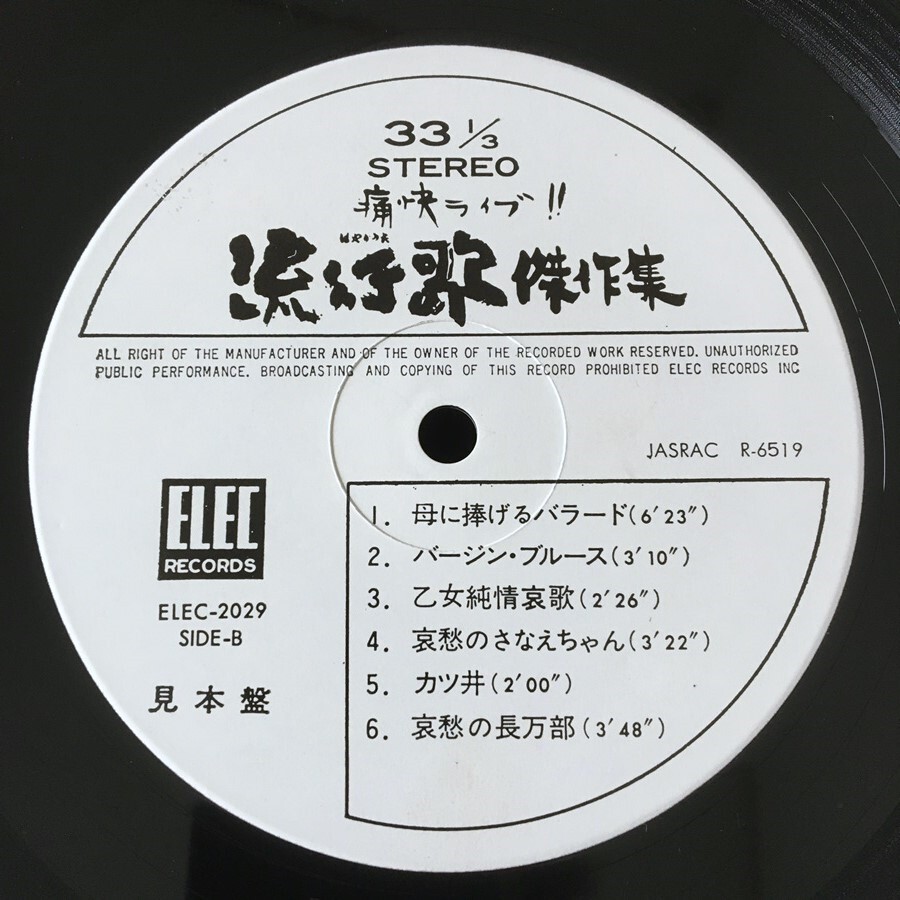 33 1/3
STEREO
痛快ライブ!!
はやりうた
流行歌傑作集
ALL RIGHT OF THE MANUFACTURER AND OF THE OWNER OF THE RECORDED WORK RESERVED. UNAUTHORIZED
PUBLIC PERFORMANCE. BROADCASTING AND COPYING OF THIS RECORD PROHIBITED ELEC RECORDS INC
JASRAC R-6519
ELEC
RECORDS
ELEC-2029
SIDE-B
見本盤
1. 母に捧げるバラード(6′23″)
2. バージン・ブルース(3′10″)
3. 乙女純情哀歌(2′26″)
4. 哀愁のさなえちゃん(3′22″)
5. カツ丼(2′00″)
6. 哀愁の長万部(3′48″)